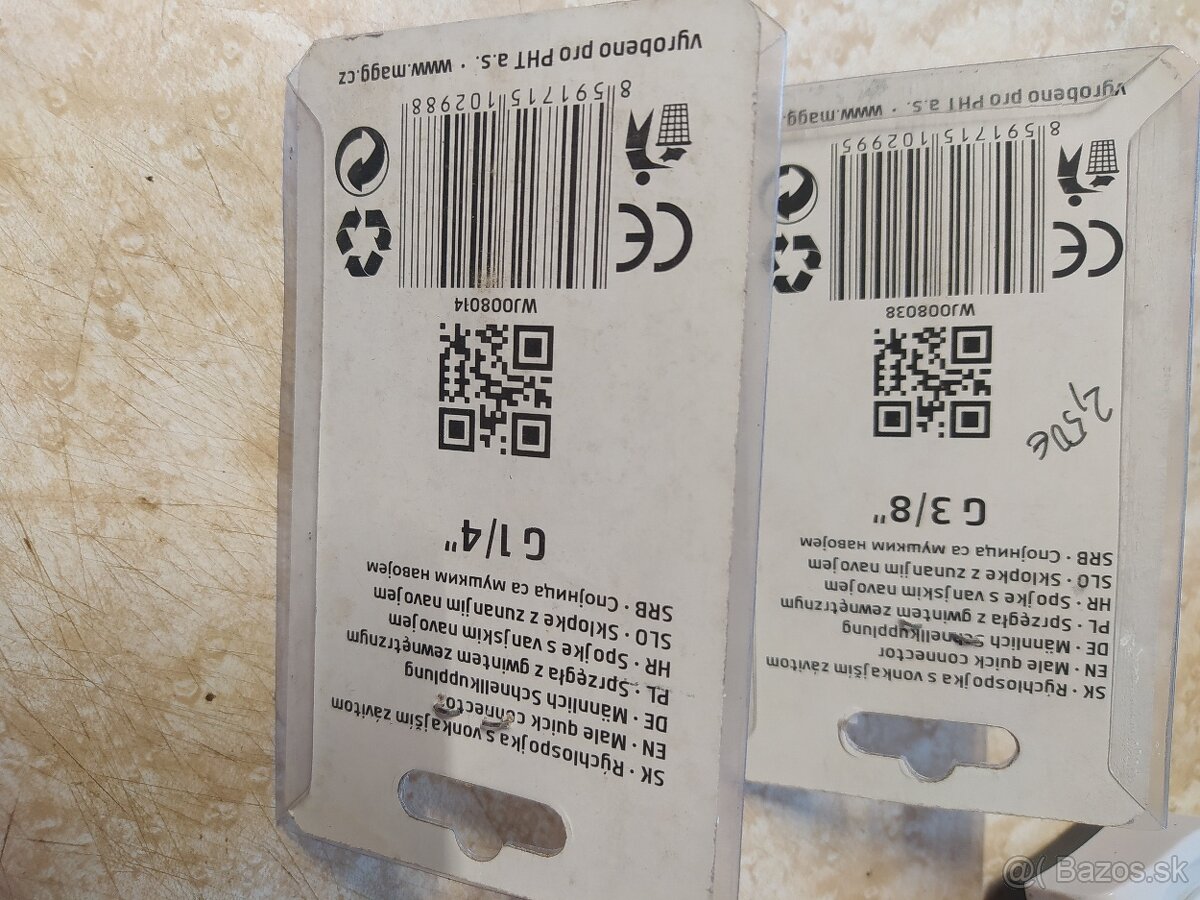 SK · Rýchlospojka s vonkajším závitom
EN · Male quick connector
DE · Männlich Schnellkupplung
PL · Sprzęgła z gwintem zewnętrznym
HR · Spojke s vanjskim navojem
SLO · Sklopke z zunanjim navojem
SRB · Спојница са мушким навојем
G 1/4"
WJ008014
CE
8 591715 102988
vyrobeno pro PHT a.s. · www.magg.cz
SK · Rýchlospojka s vonkajším závitom
EN · Male quick connector
DE · Männlich Schnellkupplung
PL · Sprzęgła z gwintem zewnętrznym
HR · Spojke s vanjskim navojem
SLO · Sklopke z zunanjim navojem
SRB · Спојница са мушким навојем
G 3/8"
2,50€
WJ008038
CE
8 591715 102995
vyrobeno pro PHT a.s. · www.magg.
@( Bazos.sk